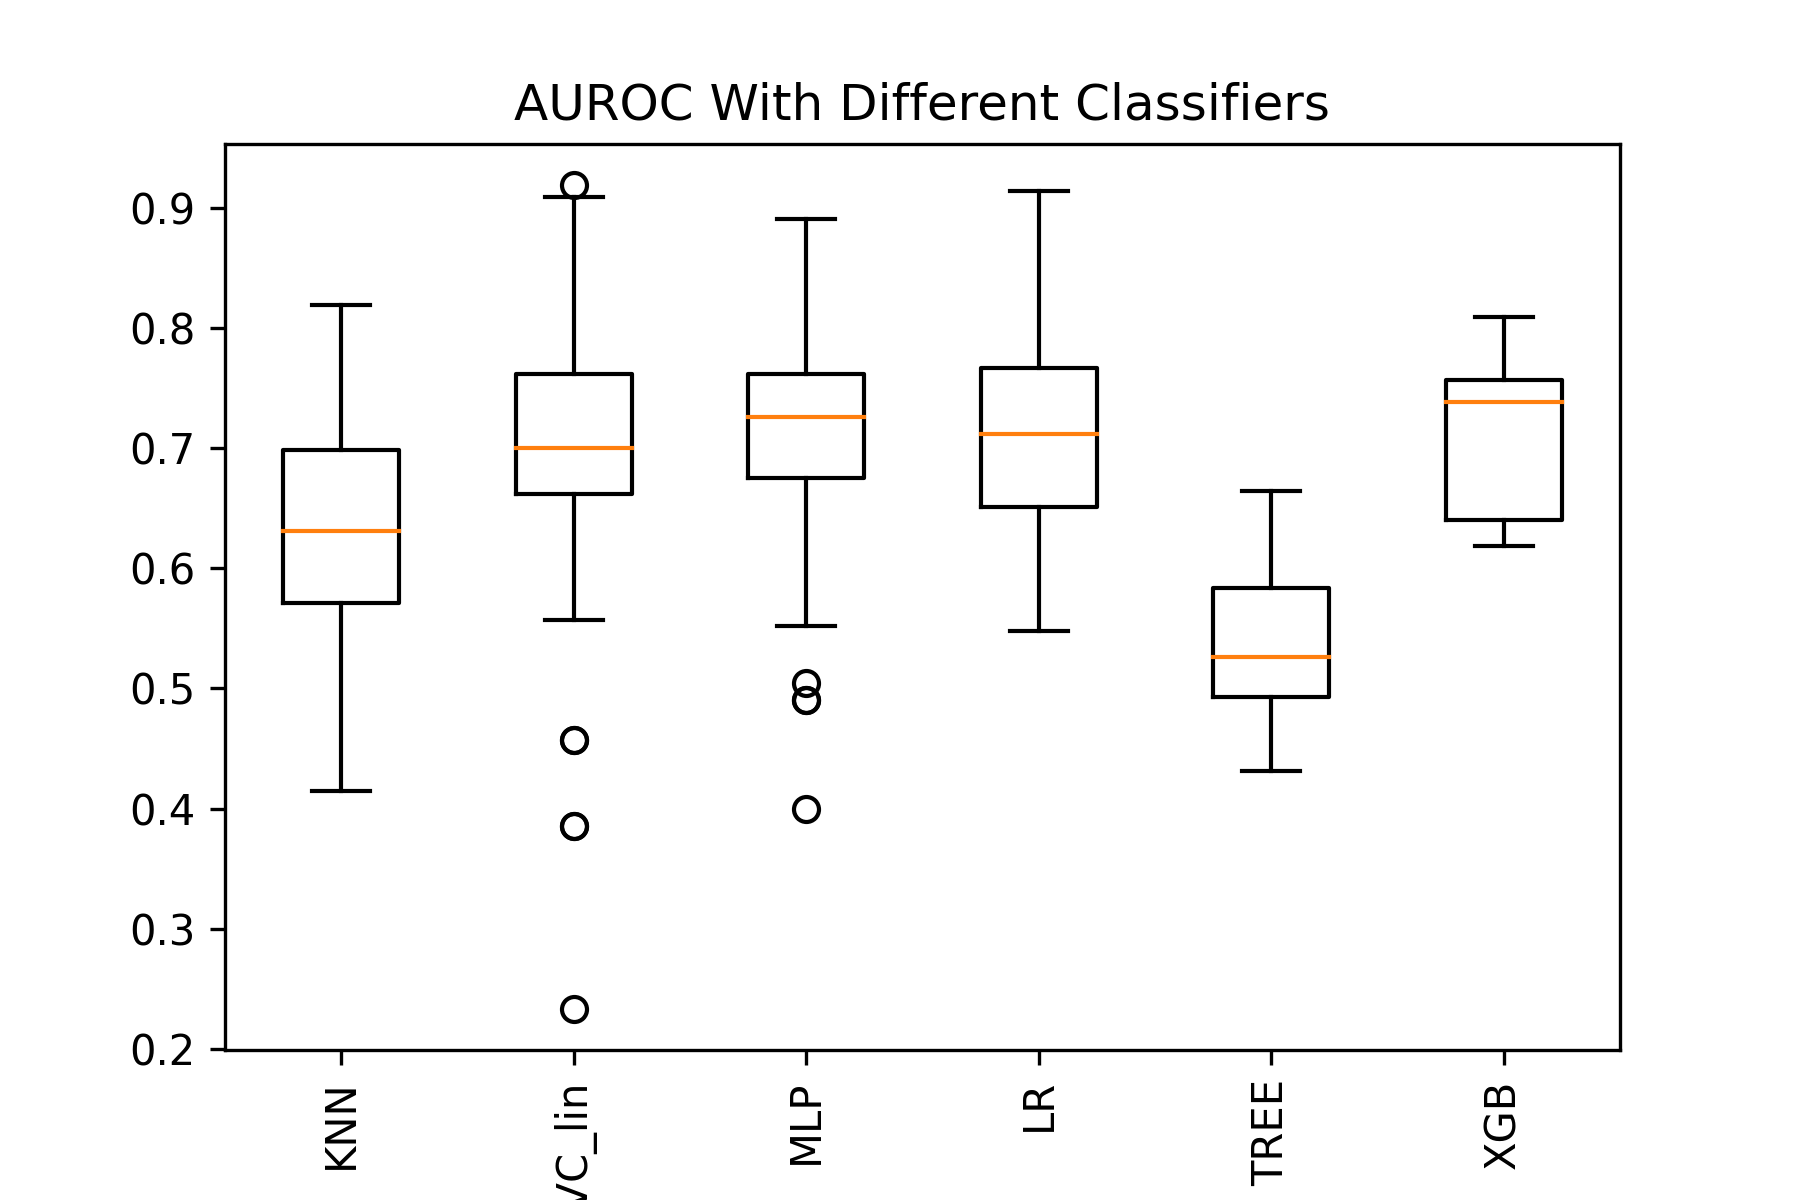 AUROC With Different Classifiers
0.9
0.8
0.7
0.6
0.5
0.4
0.3
0.2
KNN
VC_lin
MLP
LR
TREE
XGB